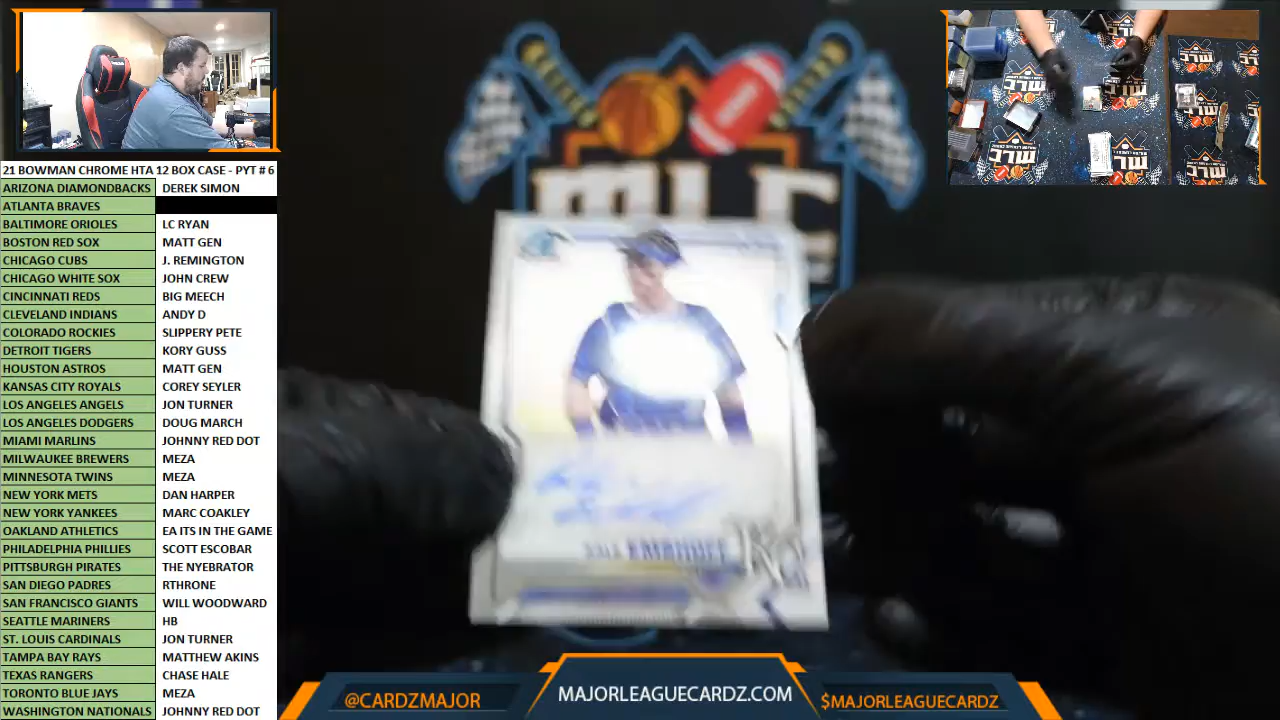 21 BOWMAN CHROME HTA 12 BOX CASE - PYT # 6
ARIZONA DIAMONDBACKS DEREK SIMON
ATLANTA BRAVES
BALTIMORE ORIOLES LC RYAN
BOSTON RED SOX MATT GEN
CHICAGO CUBS J. REMINGTON
CHICAGO WHITE SOX JOHN CREW
CINCINNATI REDS BIG MEECH
CLEVELAND INDIANS ANDY D
COLORADO ROCKIES SLIPPERY PETE
DETROIT TIGERS KORY GUSS
HOUSTON ASTROS MATT GEN
KANSAS CITY ROYALS COREY SEYLER
LOS ANGELES ANGELS JON TURNER
LOS ANGELES DODGERS DOUG MARCH
MIAMI MARLINS JOHNNY RED DOT
MILWAUKEE BREWERS MEZA
MINNESOTA TWINS MEZA
NEW YORK METS DAN HARPER
NEW YORK YANKEES MARC COAKLEY
OAKLAND ATHLETICS EA ITS IN THE GAME
PHILADELPHIA PHILLIES SCOTT ESCOBAR
PITTSBURGH PIRATES THE NYEBRATOR
SAN DIEGO PADRES RTHRONE
SAN FRANCISCO GIANTS WILL WOODWARD
SEATTLE MARINERS HB
ST. LOUIS CARDINALS JON TURNER
TAMPA BAY RAYS MATTHEW AKINS
TEXAS RANGERS CHASE HALE
TORONTO BLUE JAYS MEZA
WASHINGTON NATIONALS JOHNNY RED DOT
MLC
EMANUEL
KC
@CARDZMAJOR
MAJORLEAGUECARDZ.COM
$MAJORLEAGUECARDZ